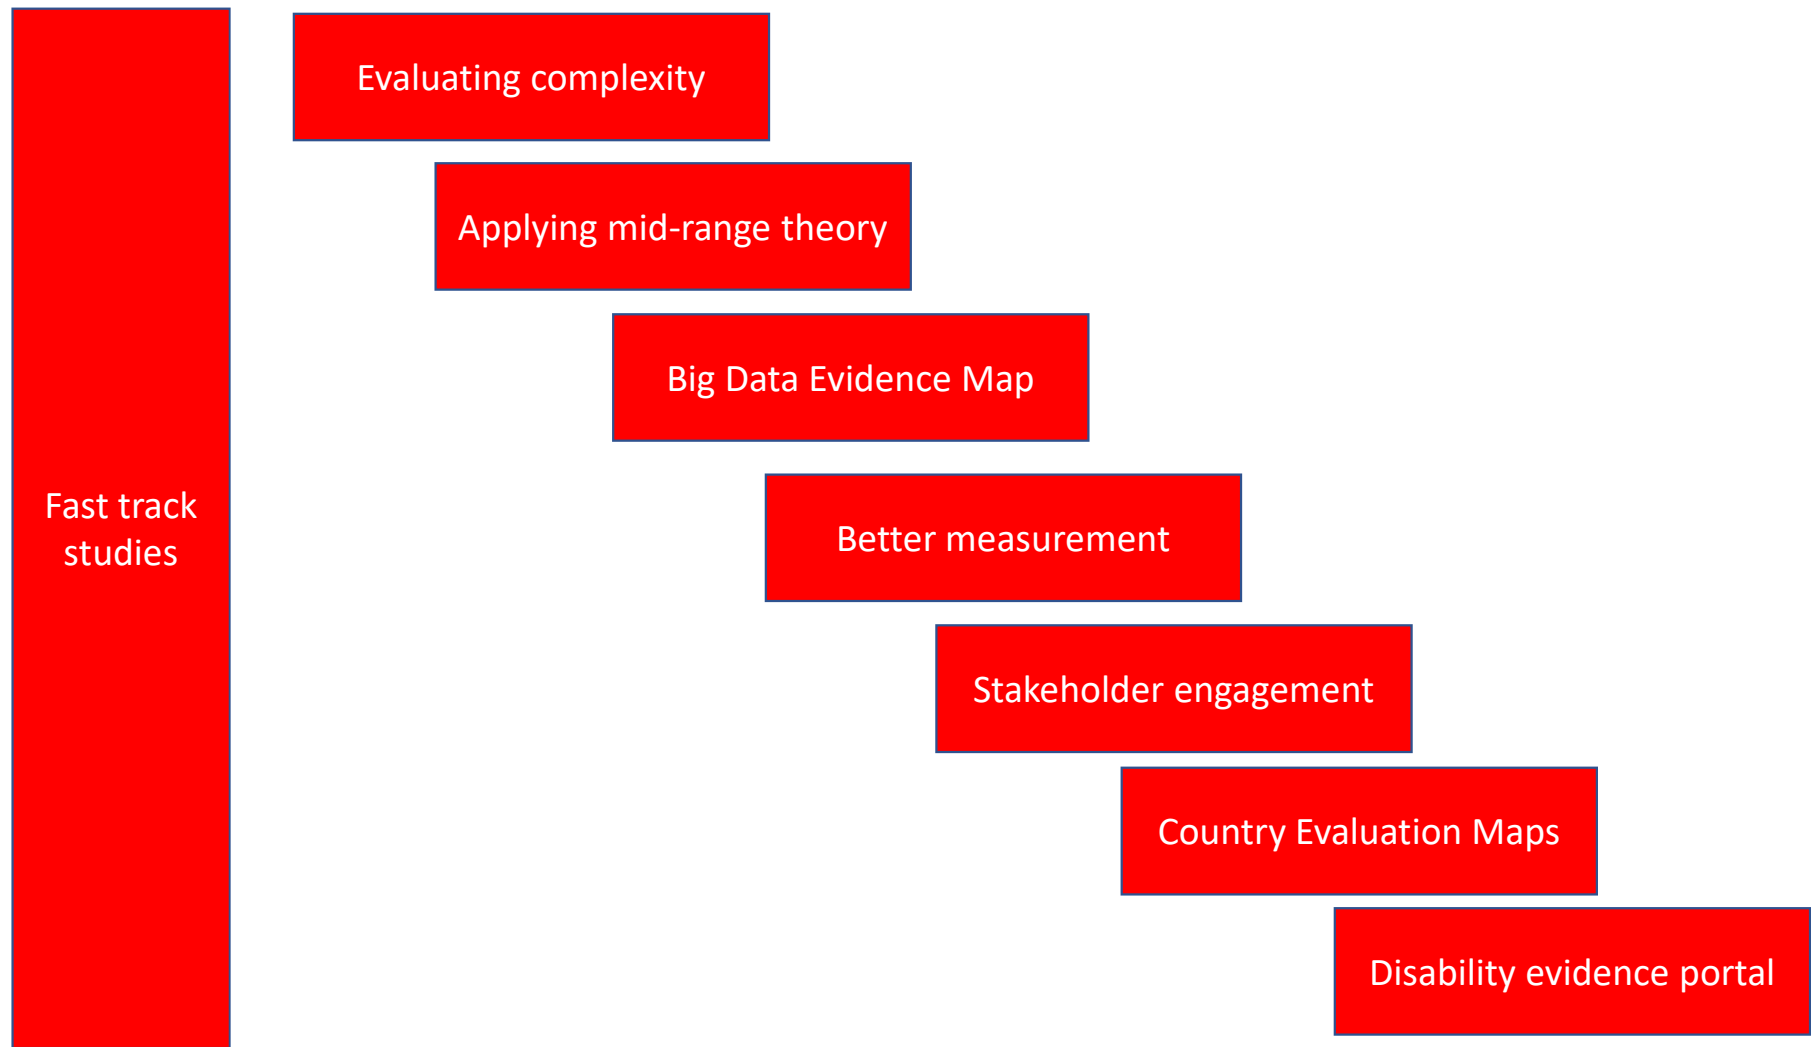 Fast track
studies
Evaluating complexity
Applying mid-range theory
Big Data Evidence Map
Better measurement
Stakeholder engagement
Country Evaluation Maps
Disability evidence portal